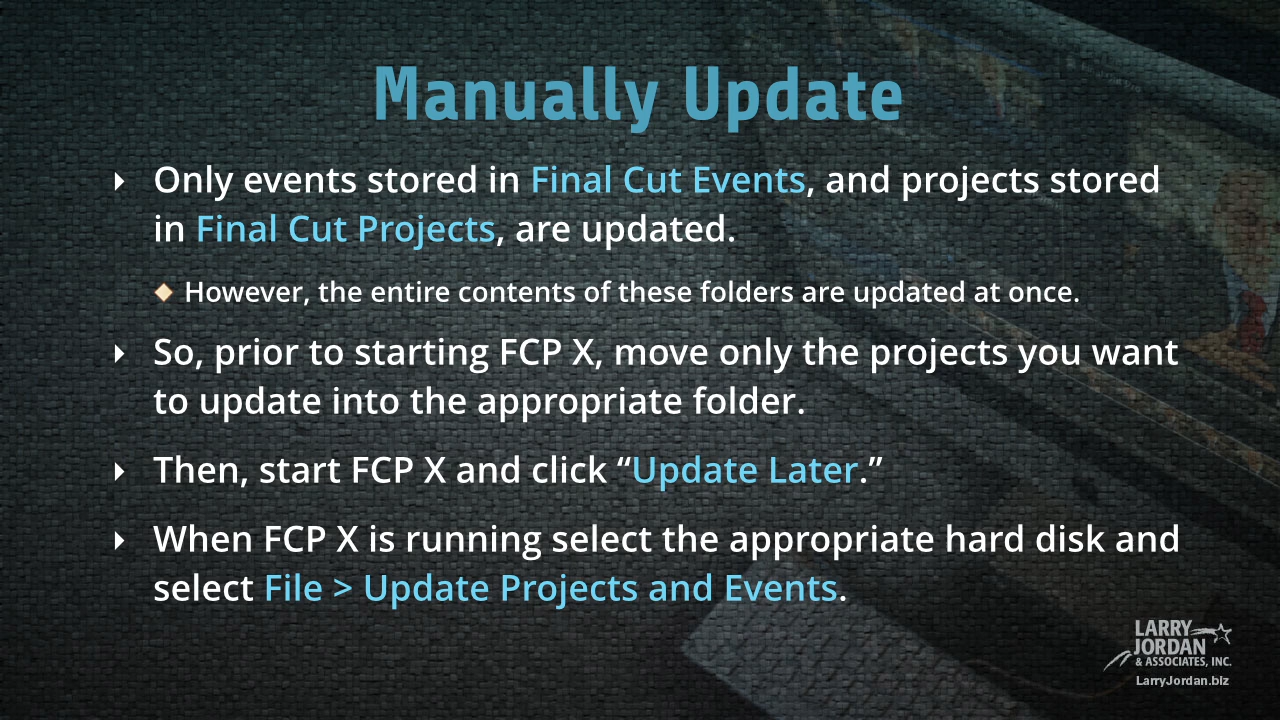 Manually Update
Only events stored in Final Cut Events, and projects stored
in Final Cut Projects, are updated.
However, the entire contents of these folders are updated at once.
So, prior to starting FCP X, move only the projects you want
to update into the appropriate folder.
Then, start FCP X and click “Update Later.”
When FCP X is running select the appropriate hard disk and
select File > Update Projects and Events.
LARRY
JORDAN
& ASSOCIATES, INC.
LarryJordan.biz